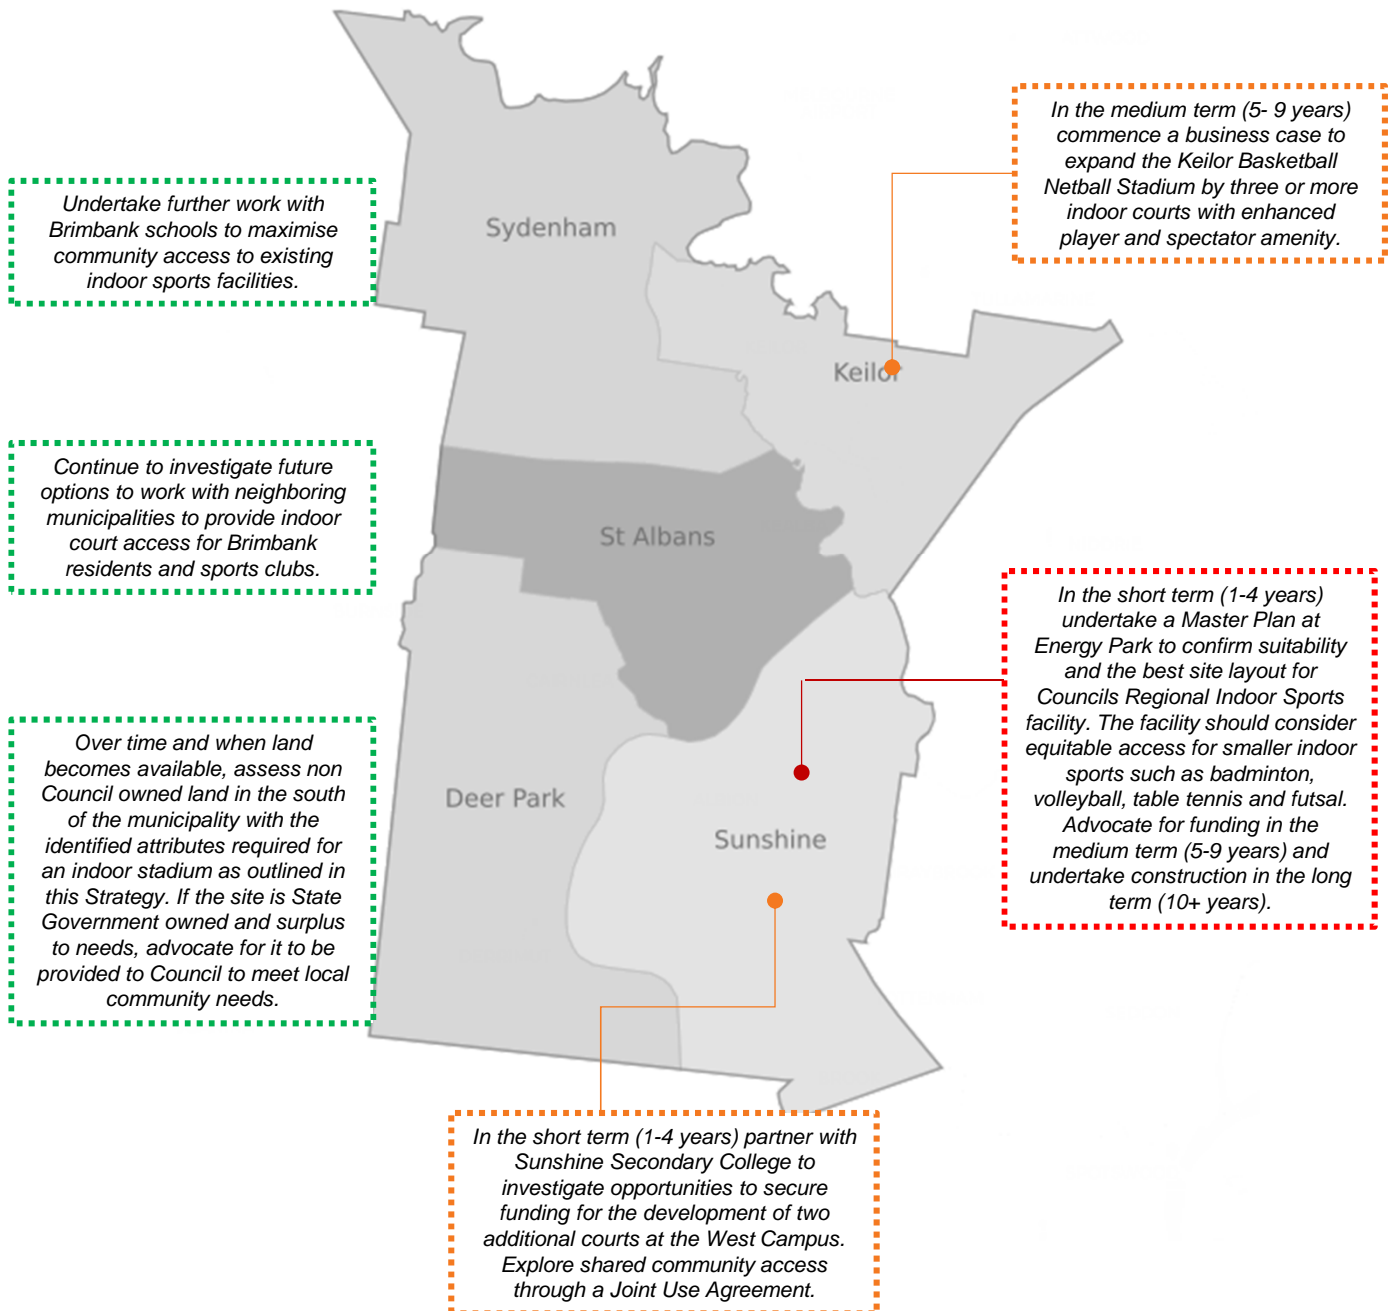 In the medium term (5- 9 years)
commence a business case to
expand the Keilor Basketball
Netball Stadium by three or more
indoor courts with enhanced
player and spectator amenity.
Undertake further work with
Brimbank schools to maximise
community access to existing
indoor sports facilities.
Sydenham
Keilor
Continue to investigate future
options to work with neighboring
municipalities to provide indoor
court access for Brimbank
residents and sports clubs.
St Albans
In the short term (1-4 years)
undertake a Master Plan at
Energy Park to confirm suitability
and the best site layout for
Councils Regional Indoor Sports
facility. The facility should consider
equitable access for smaller indoor
sports such as badminton,
volleyball, table tennis and futsal.
Advocate for funding in the
medium term (5-9 years) and
undertake construction in the long
term (10+ years).
Over time and when land
becomes available, assess non
Council owned land in the south
of the municipality with the
identified attributes required for
an indoor stadium as outlined in
this Strategy. If the site is State
Government owned and surplus
to needs, advocate for it to be
provided to Council to meet local
community needs.
Deer Park
Sunshine
In the short term (1-4 years) partner with
Sunshine Secondary College to
investigate opportunities to secure
funding for the development of two
additional courts at the West Campus.
Explore shared community access
through a Joint Use Agreement.